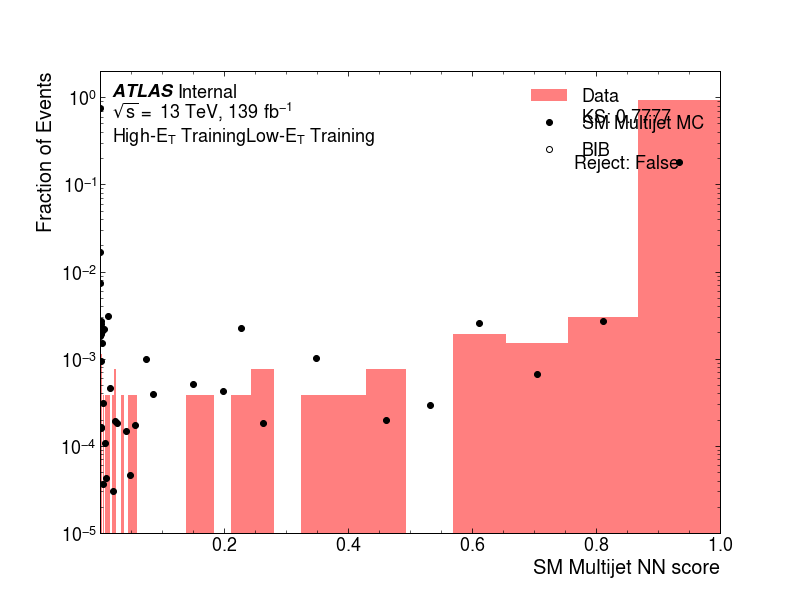 ATLAS Internal
√s = 13 TeV, 139 fb⁻¹
High-E_T TrainingLow-E_T Training
Data
KS: 0.7777
SM Multijet MC
BIB
Reject: False
Fraction of Events
10⁰
10⁻¹
10⁻²
10⁻³
10⁻⁴
10⁻⁵
0.2 0.4 0.6 0.8 1.0
SM Multijet NN score